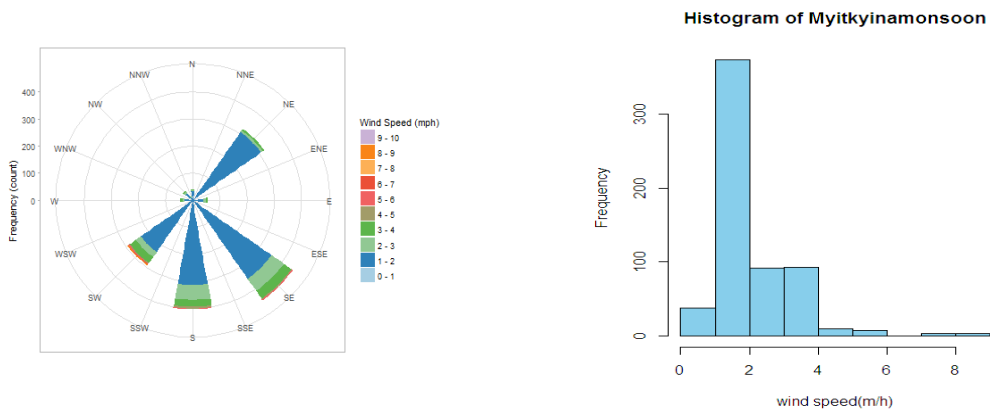 N
NNE
NE
ENE
E
ESE
SE
SSE
S
SSW
SW
WSW
W
WNW
NW
NNW
Frequency (count)
400
300
200
100
0
Wind Speed (mph)
9 - 10
8 - 9
7 - 8
6 - 7
5 - 6
4 - 5
3 - 4
2 - 3
1 - 2
0 - 1
Histogram of Myitkyinamonsoon
Frequency
300
200
100
0
0 2 4 6 8
wind speed(m/h)